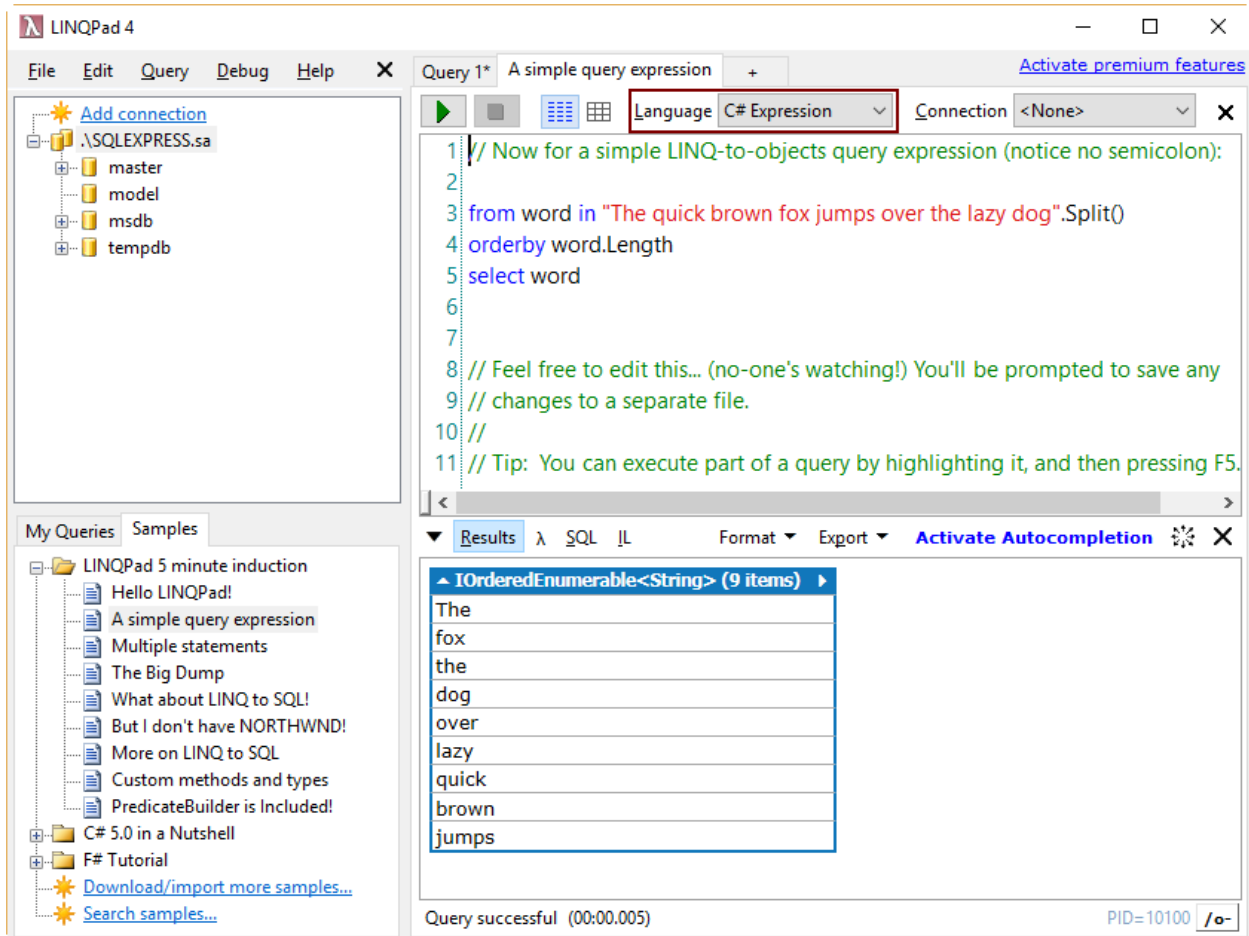 LINQPad 4
File Edit Query Debug Help
Add connection
.\SQLEXPRESS.sa
master
model
msdb
tempdb
My Queries Samples
LINQPad 5 minute induction
Hello LINQPad!
A simple query expression
Multiple statements
The Big Dump
What about LINQ to SQL!
But I don't have NORTHWND!
More on LINQ to SQL
Custom methods and types
PredicateBuilder is Included!
C# 5.0 in a Nutshell
F# Tutorial
Download/import more samples...
Search samples...
Query 1* A simple query expression +
Activate premium features
Language C# Expression Connection <None>
1 // Now for a simple LINQ-to-objects query expression (notice no semicolon):
2
3 from word in "The quick brown fox jumps over the lazy dog".Split()
4 orderby word.Length
5 select word
6
7
8 // Feel free to edit this... (no-one's watching!) You'll be prompted to save any
9 // changes to a separate file.
10 //
11 // Tip: You can execute part of a query by highlighting it, and then pressing F5.
Results λ SQL IL Format Export Activate Autocompletion
IOrderedEnumerable<String> (9 items)
The
fox
the
dog
over
lazy
quick
brown
jumps
Query successful (00:00.005)
PID=10100 /o-